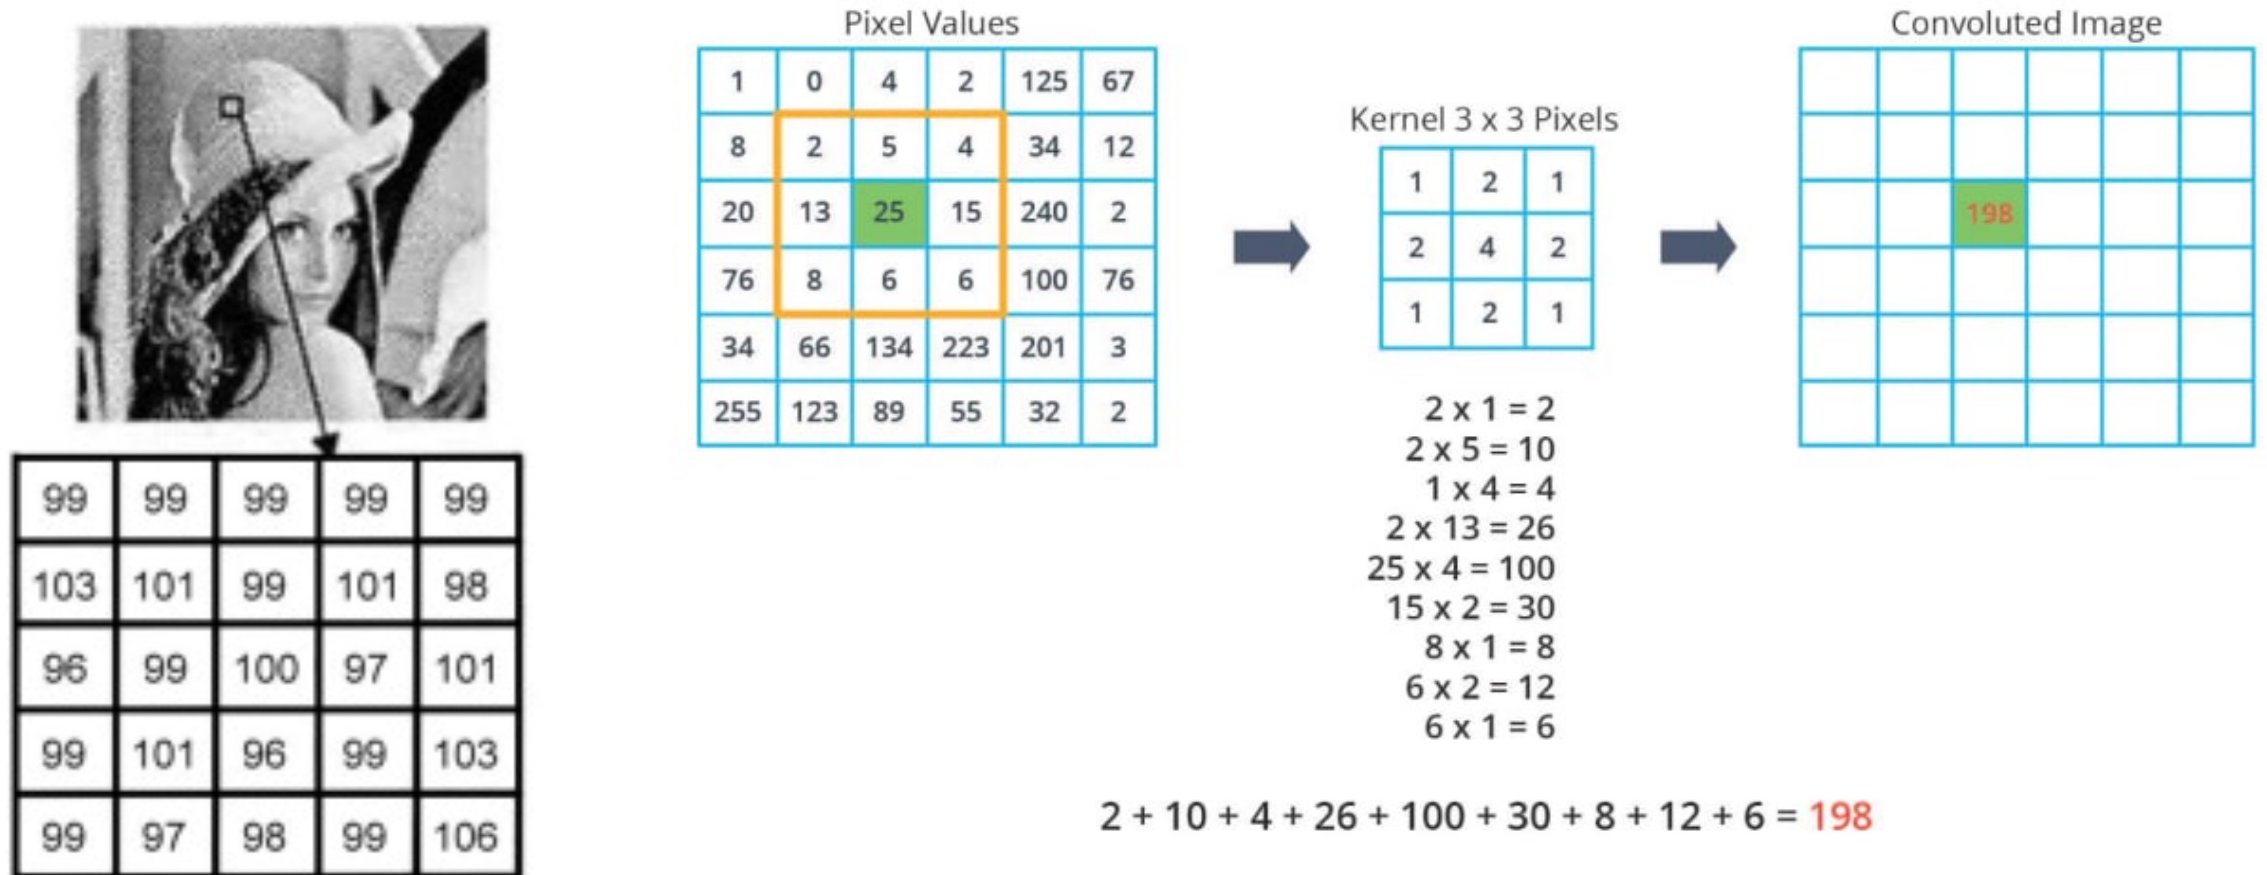 Pixel Values
1 0 4 2 125 67
8 2 5 4 34 12
20 13 25 15 240 2
76 8 6 6 100 76
34 66 134 223 201 3
255 123 89 55 32 2
Kernel 3 x 3 Pixels
1 2 1
2 4 2
1 2 1
2 x 1 = 2
2 x 5 = 10
1 x 4 = 4
2 x 13 = 26
25 x 4 = 100
15 x 2 = 30
8 x 1 = 8
6 x 2 = 12
6 x 1 = 6
Convoluted Image
198
99 99 99 99 99
103 101 99 101 98
96 99 100 97 101
99 101 96 99 103
99 97 98 99 106
2 + 10 + 4 + 26 + 100 + 30 + 8 + 12 + 6 = 198